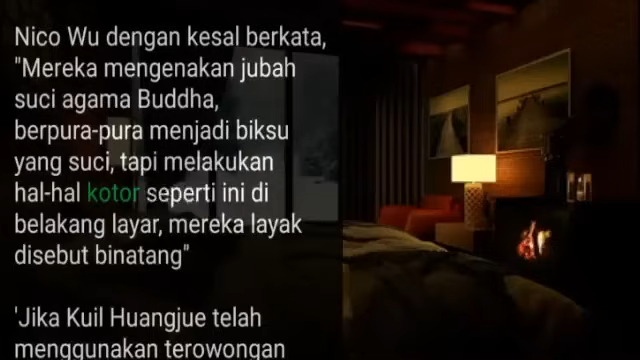 Nico Wu dengan kesal berkata,
"Mereka mengenakan jubah
suci agama Buddha,
berpura-pura menjadi biksu
yang suci, tapi melakukan
hal-hal kotor seperti ini di
belakang layar, mereka layak
disebut binatang"
'Jika Kuil Huangjue telah
menggunakan terowongan